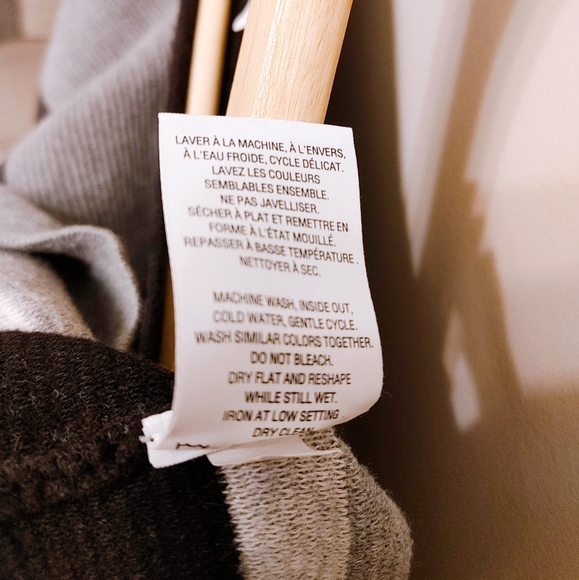 LAVER À LA MACHINE, À L'ENVERS,
À L'EAU FROIDE, CYCLE DÉLICAT.
LAVEZ LES COULEURS
SEMBLABLES ENSEMBLE.
NE PAS JAVELLISER.
SÉCHER À PLAT ET REMETTRE EN
FORME À L'ÉTAT MOUILLÉ.
REPASSER À BASSE TEMPÉRATURE.
NETTOYER À SEC.
MACHINE WASH, INSIDE OUT,
COLD WATER, GENTLE CYCLE.
WASH SIMILAR COLORS TOGETHER.
DO NOT BLEACH.
DRY FLAT AND RESHAPE
WHILE STILL WET.
IRON AT LOW SETTING
DRY CLEAN